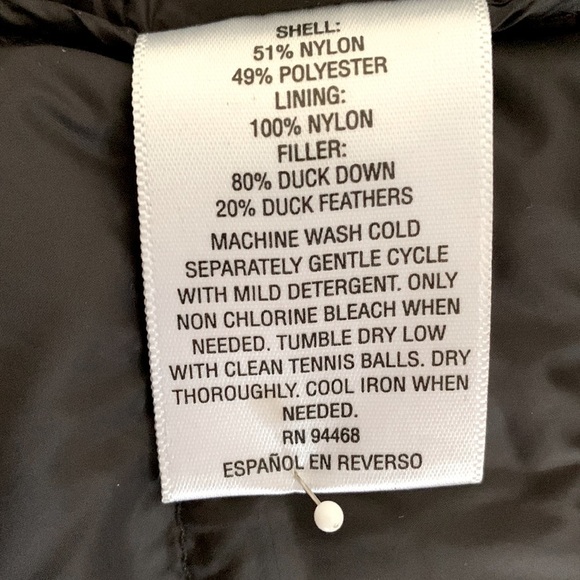 SHELL:
51% NYLON
49% POLYESTER
LINING:
100% NYLON
FILLER:
80% DUCK DOWN
20% DUCK FEATHERS
MACHINE WASH COLD
SEPARATELY GENTLE CYCLE
WITH MILD DETERGENT. ONLY
NON CHLORINE BLEACH WHEN
NEEDED. TUMBLE DRY LOW
WITH CLEAN TENNIS BALLS. DRY
THOROUGHLY. COOL IRON WHEN
NEEDED.
RN 94468
ESPAÑOL EN REVERSO